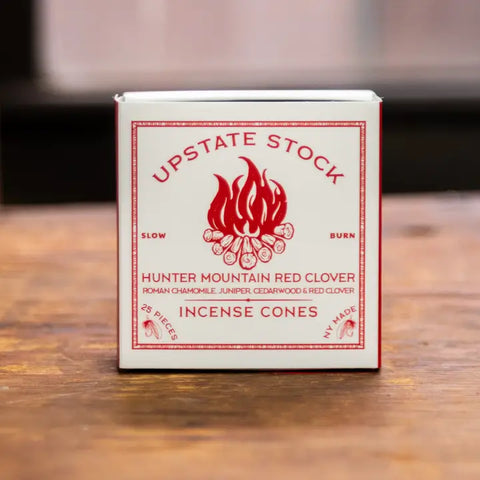 UPSTATE STOCK
SLOW BURN
HUNTER MOUNTAIN RED CLOVER
ROMAN CHAMOMILE, JUNIPER, CEDARWOOD & RED CLOVER
INCENSE CONES
25 PIECES
NY MADE